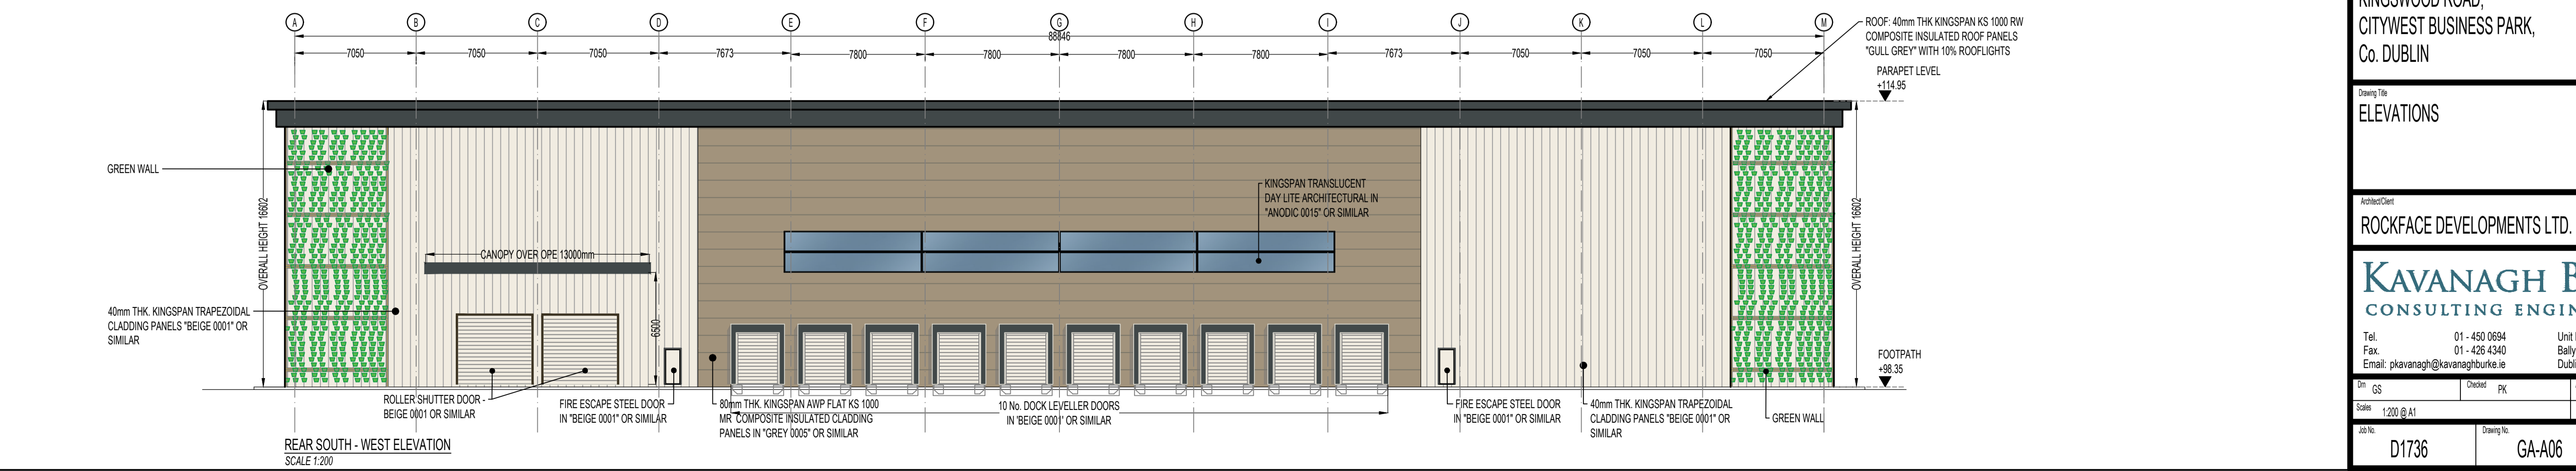 A B C D E F G H I J K L M
88846
7050 7050 7050 7673 7800 7800 7800 7800 7673 7050 7050 7050
ROOF: 40mm THK KINGSPAN KS 1000 RW
COMPOSITE INSULATED ROOF PANELS
"GULL GREY" WITH 10% ROOFLIGHTS
PARAPET LEVEL
+114.95
GREEN WALL
OVERALL HEIGHT 16602
40mm THK. KINGSPAN TRAPEZOIDAL
CLADDING PANELS "BEIGE 0001" OR
SIMILAR
CANOPY OVER OPE 13000mm
6500
KINGSPAN TRANSLUCENT
DAY LITE ARCHITECTURAL IN
"ANODIC 0015" OR SIMILAR
OVERALL HEIGHT 16602
FOOTPATH
+98.35
ROLLER SHUTTER DOOR -
BEIGE 0001 OR SIMILAR
FIRE ESCAPE STEEL DOOR
IN "BEIGE 0001" OR SIMILAR
80mm THK. KINGSPAN AWP FLAT KS 1000
MR COMPOSITE INSULATED CLADDING
PANELS IN "GREY 0005" OR SIMILAR
10 No. DOCK LEVELLER DOORS
IN 'BEIGE 0001" OR SIMILAR
FIRE ESCAPE STEEL DOOR
IN "BEIGE 0001" OR SIMILAR
40mm THK. KINGSPAN TRAPEZOIDAL
CLADDING PANELS "BEIGE 0001" OR
SIMILAR
GREEN WALL
REAR SOUTH - WEST ELEVATION
SCALE 1:200
KINGSWOOD ROAD,
CITYWEST BUSINESS PARK,
Co. DUBLIN
Drawing Title
ELEVATIONS
Architect/Client
ROCKFACE DEVELOPMENTS LTD.
KAVANAGH B
CONSULTING ENGIN
Tel. 01 - 450 0694 Unit
Fax. 01 - 426 4340 Bally
Email: pkavanagh@kavanaghburke.ie Dubli
Drn GS Checked PK
Scales 1:200 @ A1
Job No. Drawing No.
D1736 GA-A06